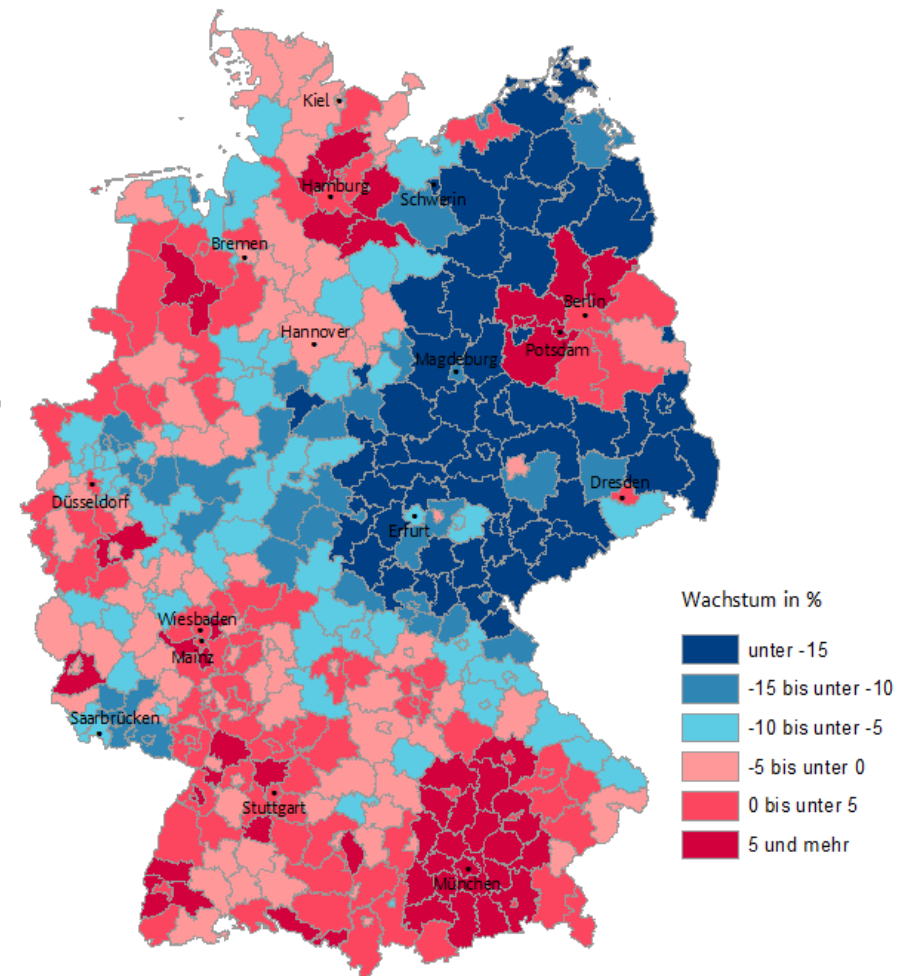 Kiel
Hamburg
Schwerin
Bremen
Berlin
Hannover
Potsdam
Magdeburg
Düsseldorf
Dresden
Erfurt
Wachstum in %
Wiesbaden
unter -15
Mainz
-15 bis unter -10
Saarbrücken
-10 bis unter -5
-5 bis unter 0
Stuttgart
0 bis unter 5
5 und mehr
München